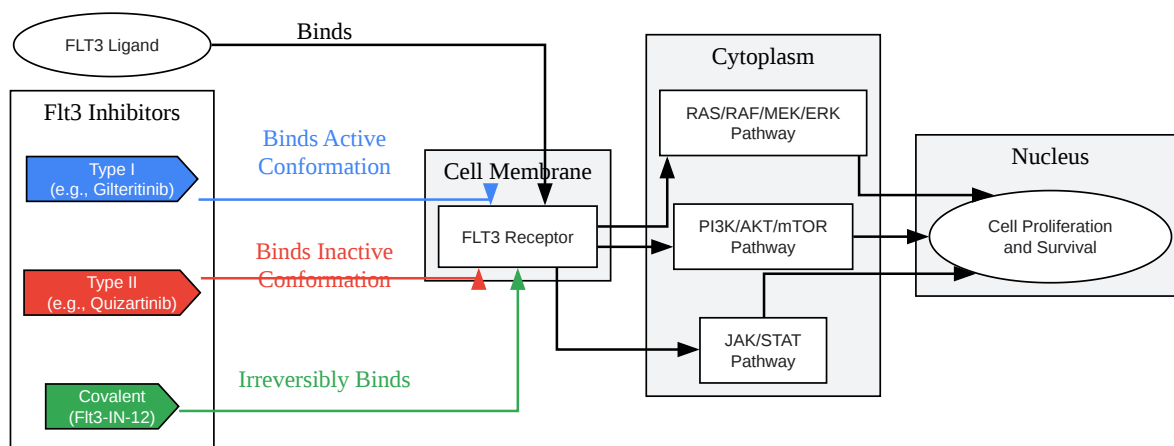 FLT3 Ligand
Binds
Flt3 Inhibitors
Type I
(e.g., Gilteritinib)
Binds Active
Conformation
Type II
(e.g., Quizartinib)
Binds Inactive
Conformation
Covalent
(Flt3-IN-12)
Irreversibly Binds
Cell Membrane
FLT3 Receptor
Cytoplasm
RAS/RAF/MEK/ERK
Pathway
PI3K/AKT/mTOR
Pathway
JAK/STAT
Pathway
Nucleus
Cell Proliferation
and Survival